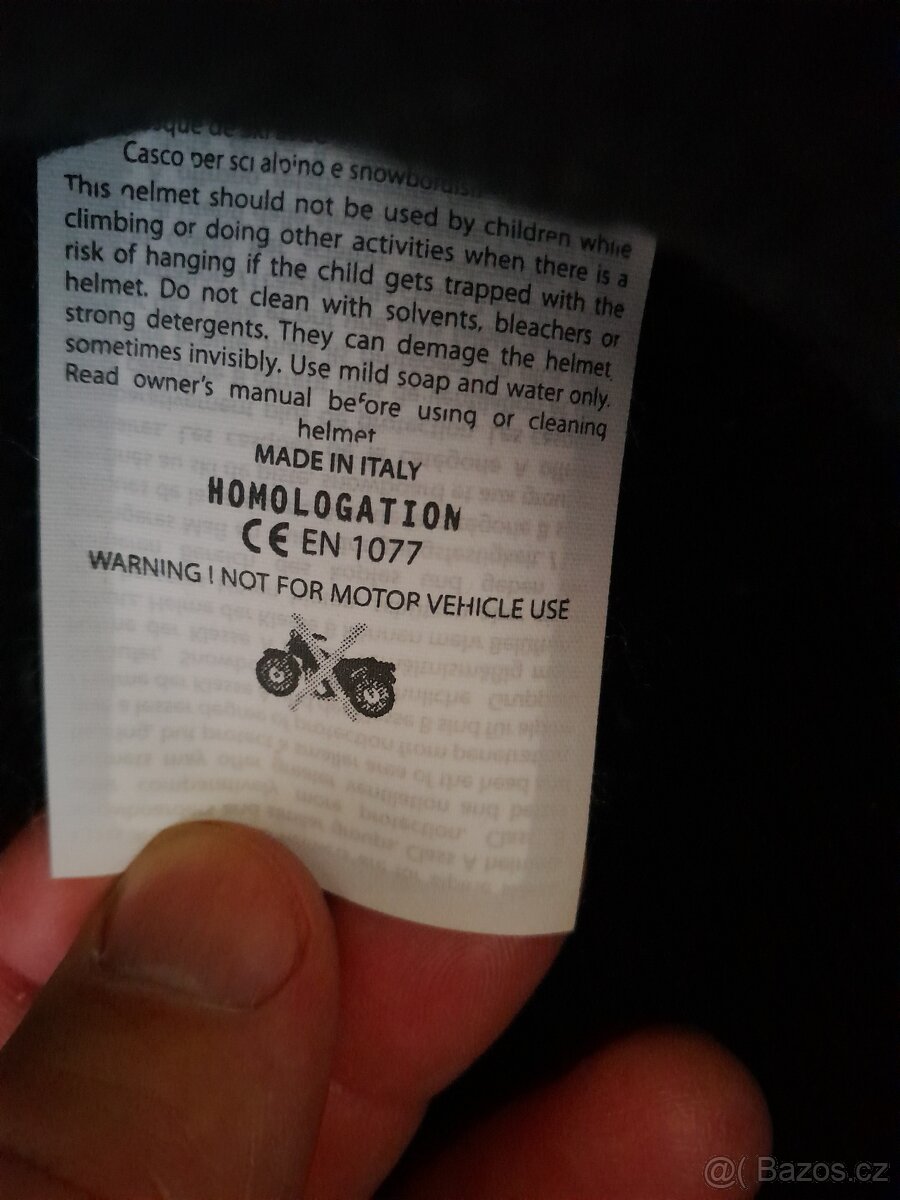 Casco per sci alpino e
This helmet should not be used by children while
climbing or doing other activities when there is a
risk of hanging if the child gets trapped with the
helmet. Do not clean with solvents, bleachers or
strong detergents. They can demage the helmet
sometimes invisibly. Use mild soap and water only.
Read owner's manual before using or cleaning
helmet
MADE IN ITALY
HOMOLOGATION
CE EN 1077
WARNING ! NOT FOR MOTOR VEHICLE USE
@( Bazos.cz